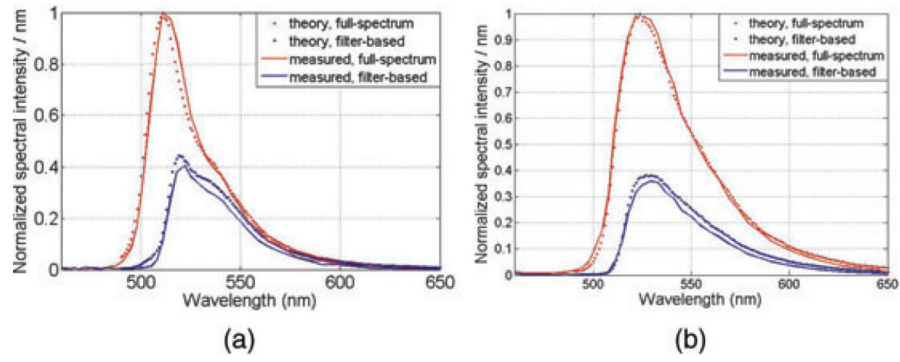 Normalized spectral intensity / nm
1
0.8
0.6
0.4
0.2
0
500
550
600
650
Wavelength (nm)
theory, full-spectrum
theory, filter-based
measured, full-spectrum
measured, filter-based
(a)
Normalized spectral intensity / nm
1
0.9
0.8
0.7
0.6
0.5
0.4
0.3
0.2
0.1
0
500
550
600
650
Wavelength (nm)
theory, full-spectrum
theory, filter-based
measured, full-spectrum
measured, filter-based
(b)